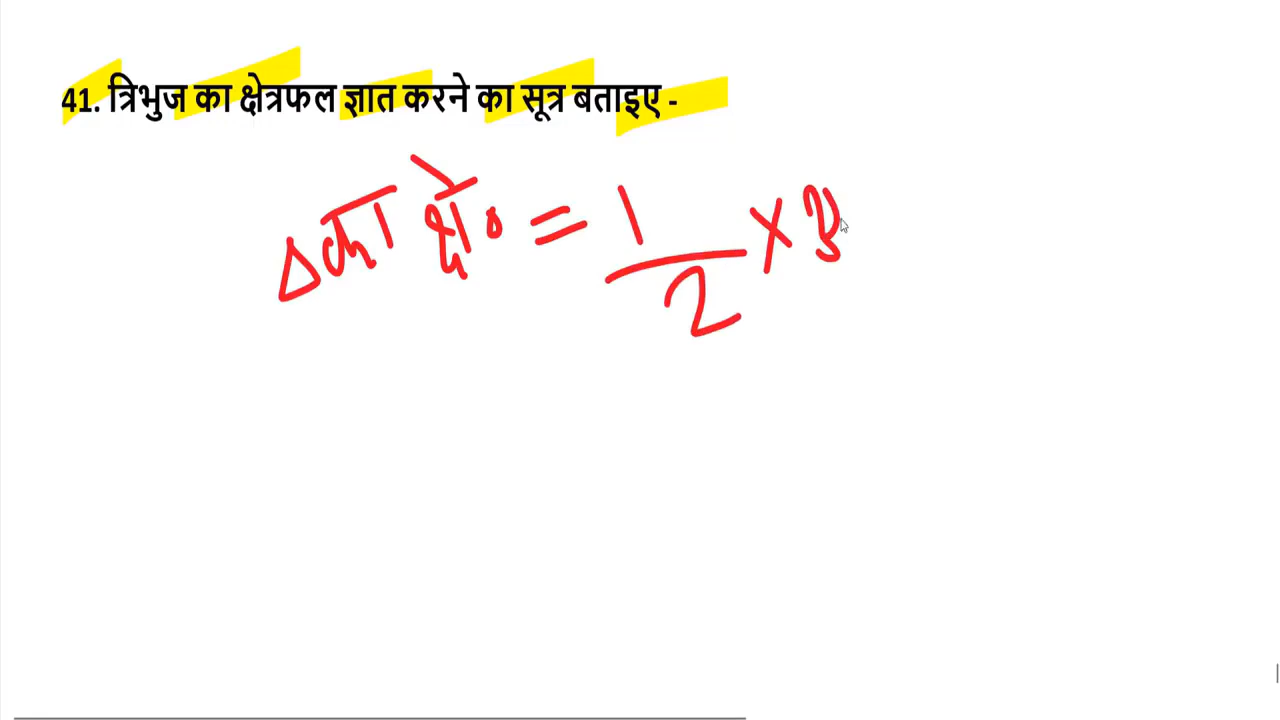 41. त्रिभुज का क्षेत्रफल ज्ञात करने का सूत्र बताइए -
Δ का क्षे० = 1/2 ×